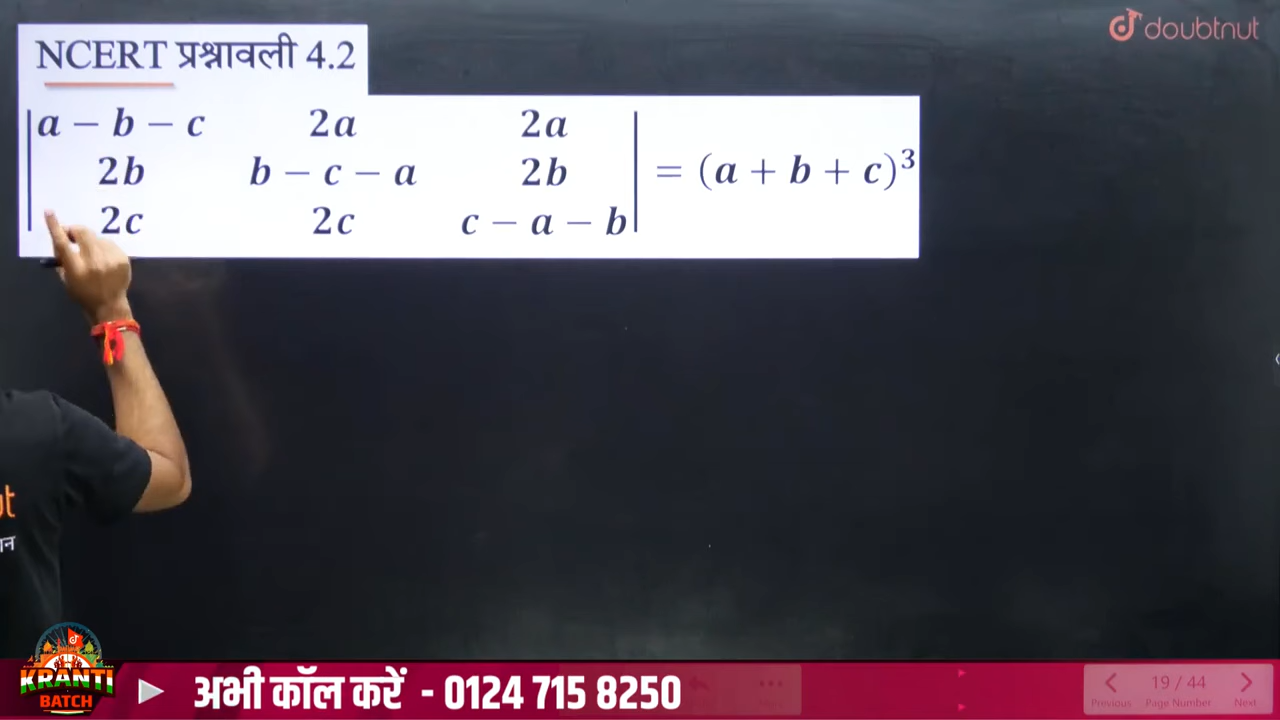 doubtnut
NCERT प्रश्नावली 4.2
a − b − c 2a 2a
2b b − c − a 2b = (a + b + c)³
2c 2c c − a − b
ut
ान
KRANTI
BATCH
अभी कॉल करें - 0124 715 8250
19 / 44
Previous Page Number Next